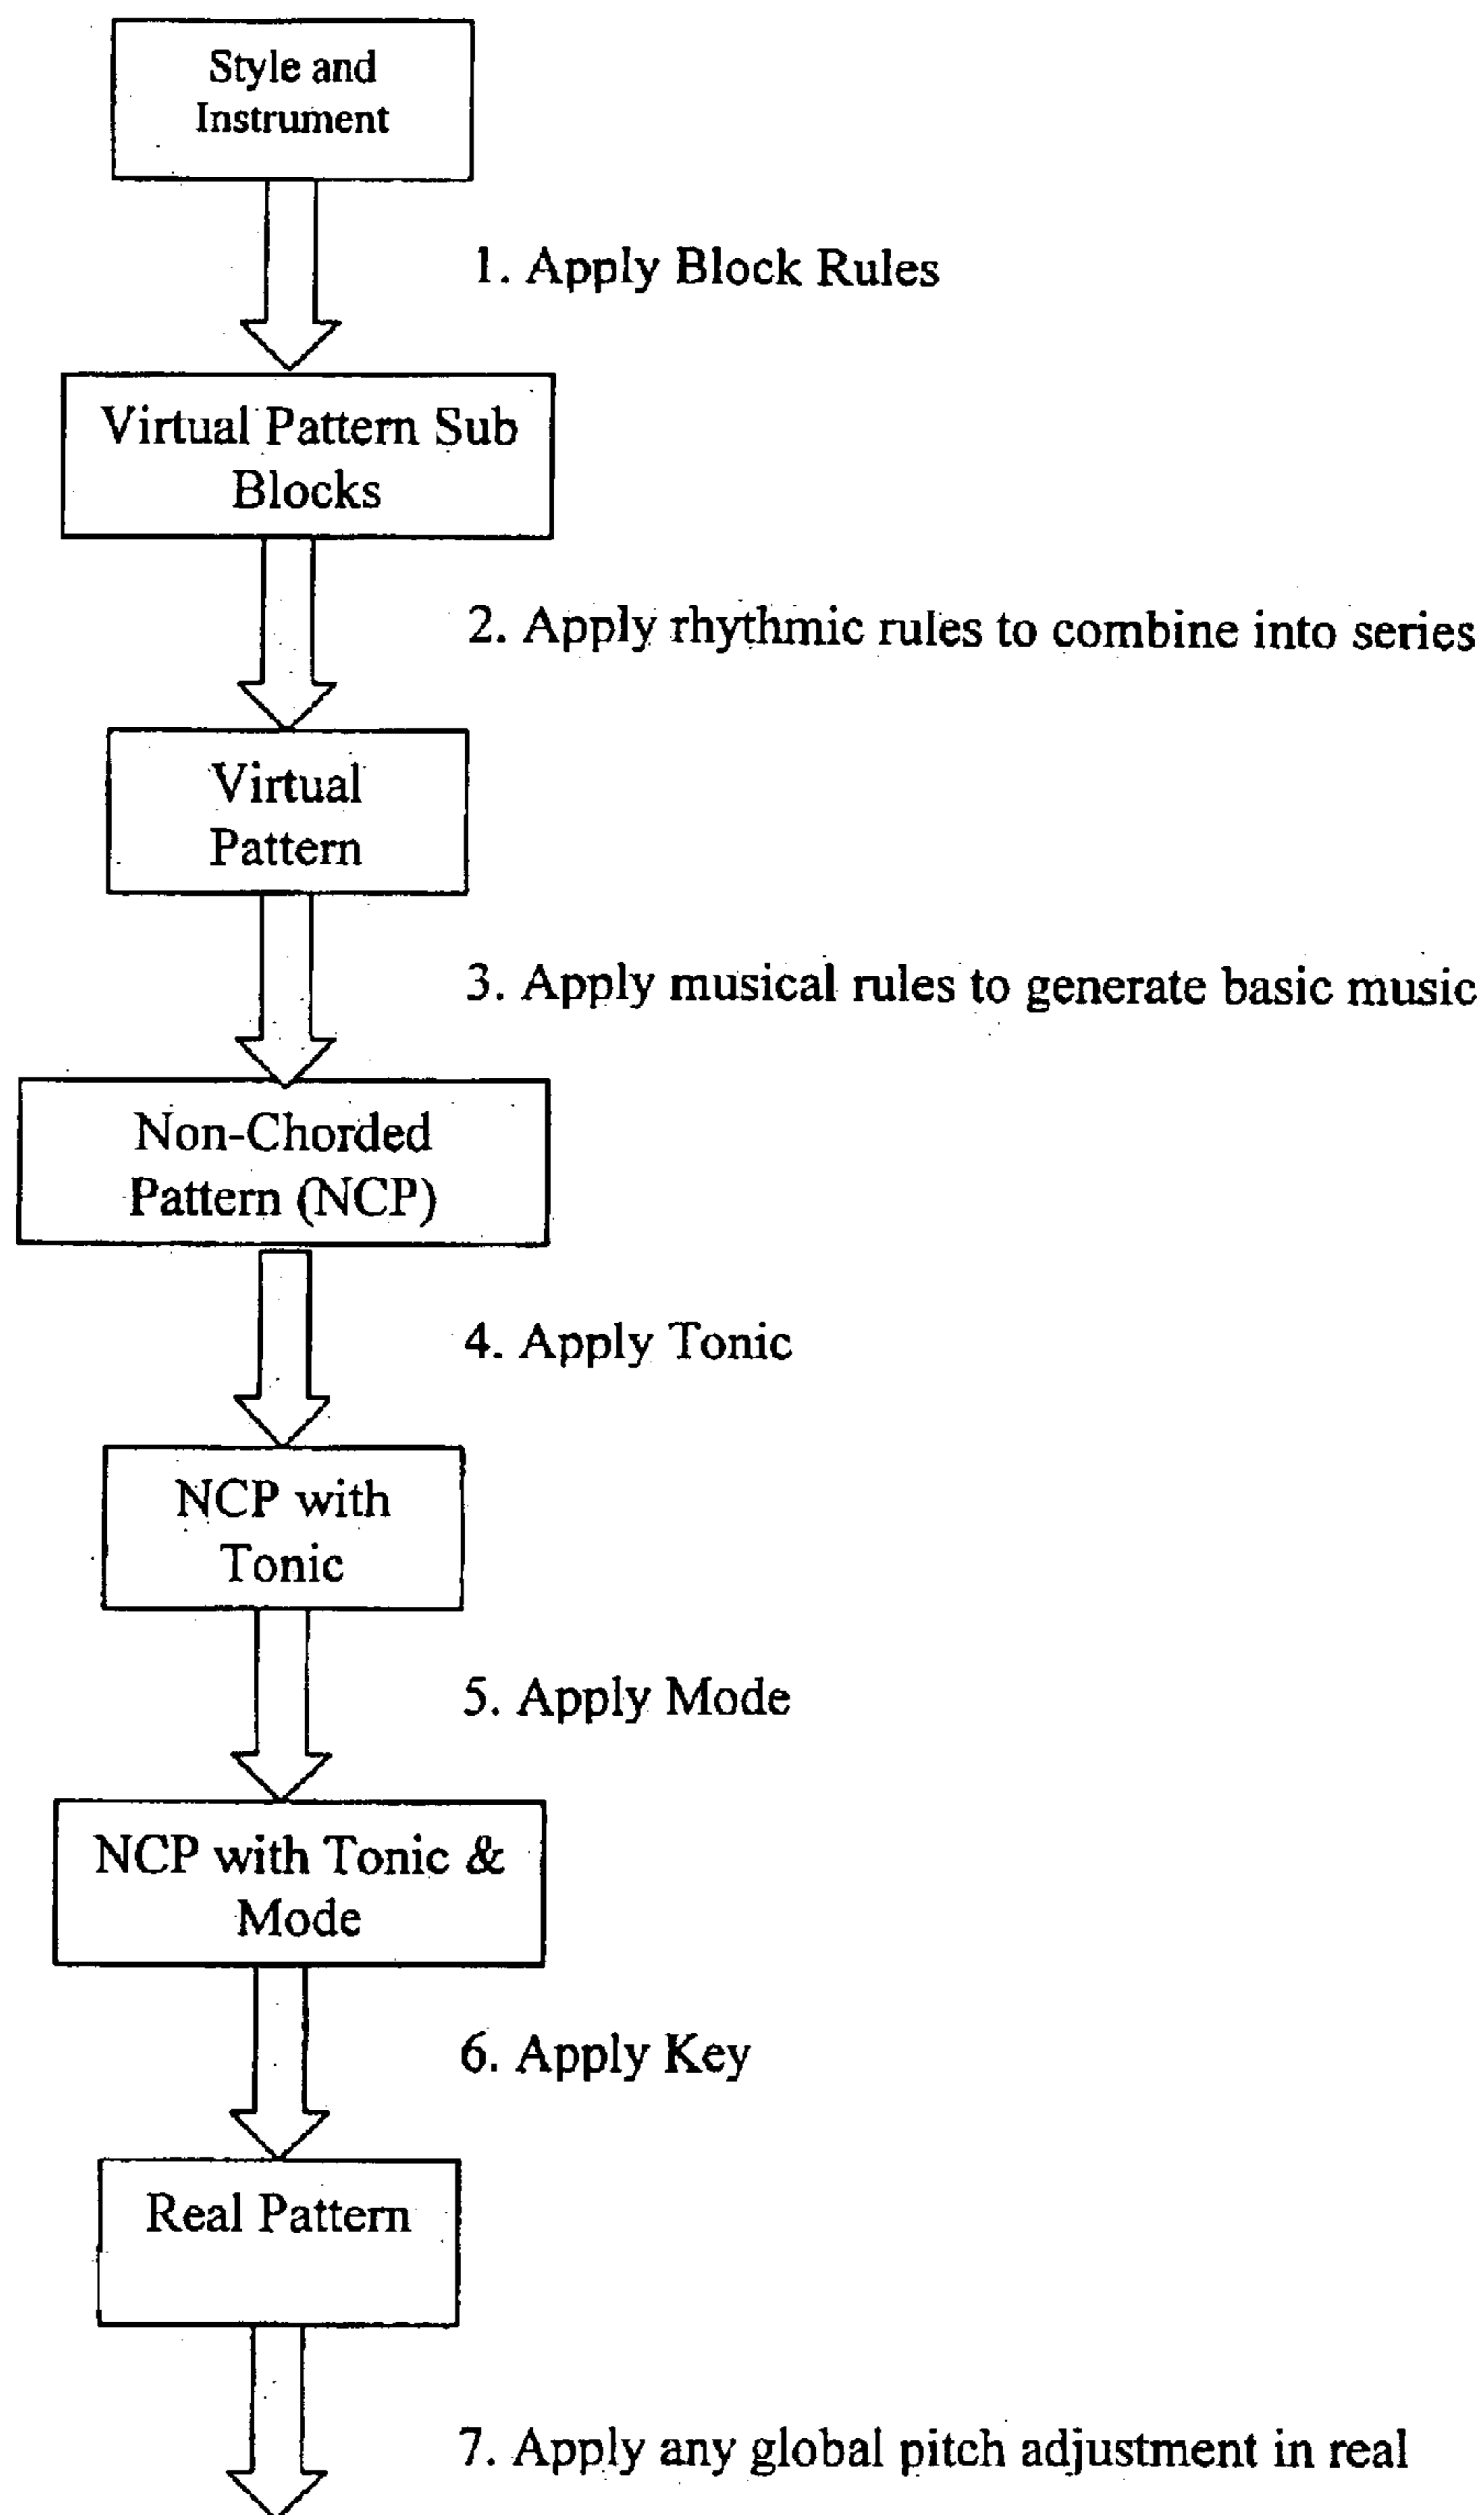 Style and
Instrument
1. Apply Block Rules
Virtual Pattern Sub
Blocks
2. Apply rhythmic rules to combine into series
Virtual
Pattern
3. Apply musical rules to generate basic music
Non-Chorded
Pattern (NCP)
4. Apply Tonic
NCP with
Tonic
5. Apply Mode
NCP with Tonic &
Mode
6. Apply Key
Real Pattern
7. Apply any global pitch adjustment in real